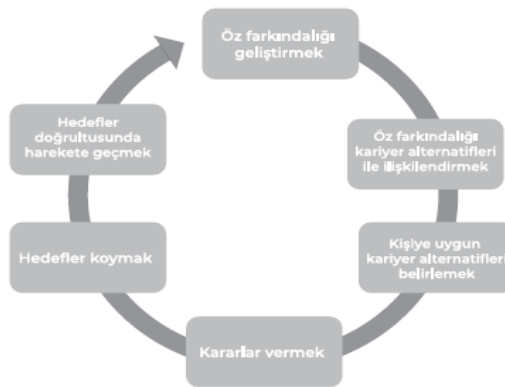 Öz farkındalığı
geliştirmek
Öz farkındalığı
kariyer alternatifleri
ile ilişkilendirmek
Kişiye uygun
kariyer alternatifleri
belirlemek
Kararlar vermek
Hedefler koymak
Hedefler
doğrultusunda
harekete geçmek